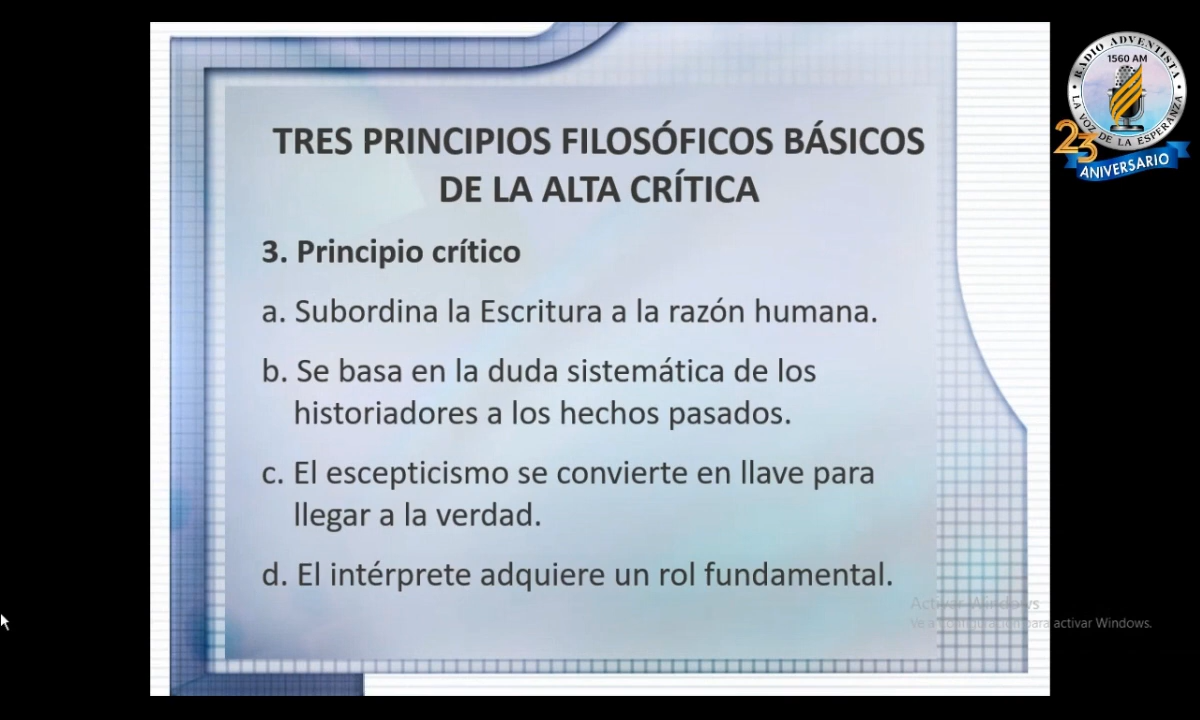 TRES PRINCIPIOS FILOSÓFICOS BÁSICOS
DE LA ALTA CRÍTICA
3. Principio crítico
a. Subordina la Escritura a la razón humana.
b. Se basa en la duda sistemática de los
historiadores a los hechos pasados.
c. El escepticismo se convierte en llave para
llegar a la verdad.
d. El intérprete adquiere un rol fundamental.
RADIO ADVENTISTA
1560 AM
LA VOZ DE LA ESPERANZA
23
ANIVERSARIO
Activar Windows
Ve a Configuración para activar Windows.